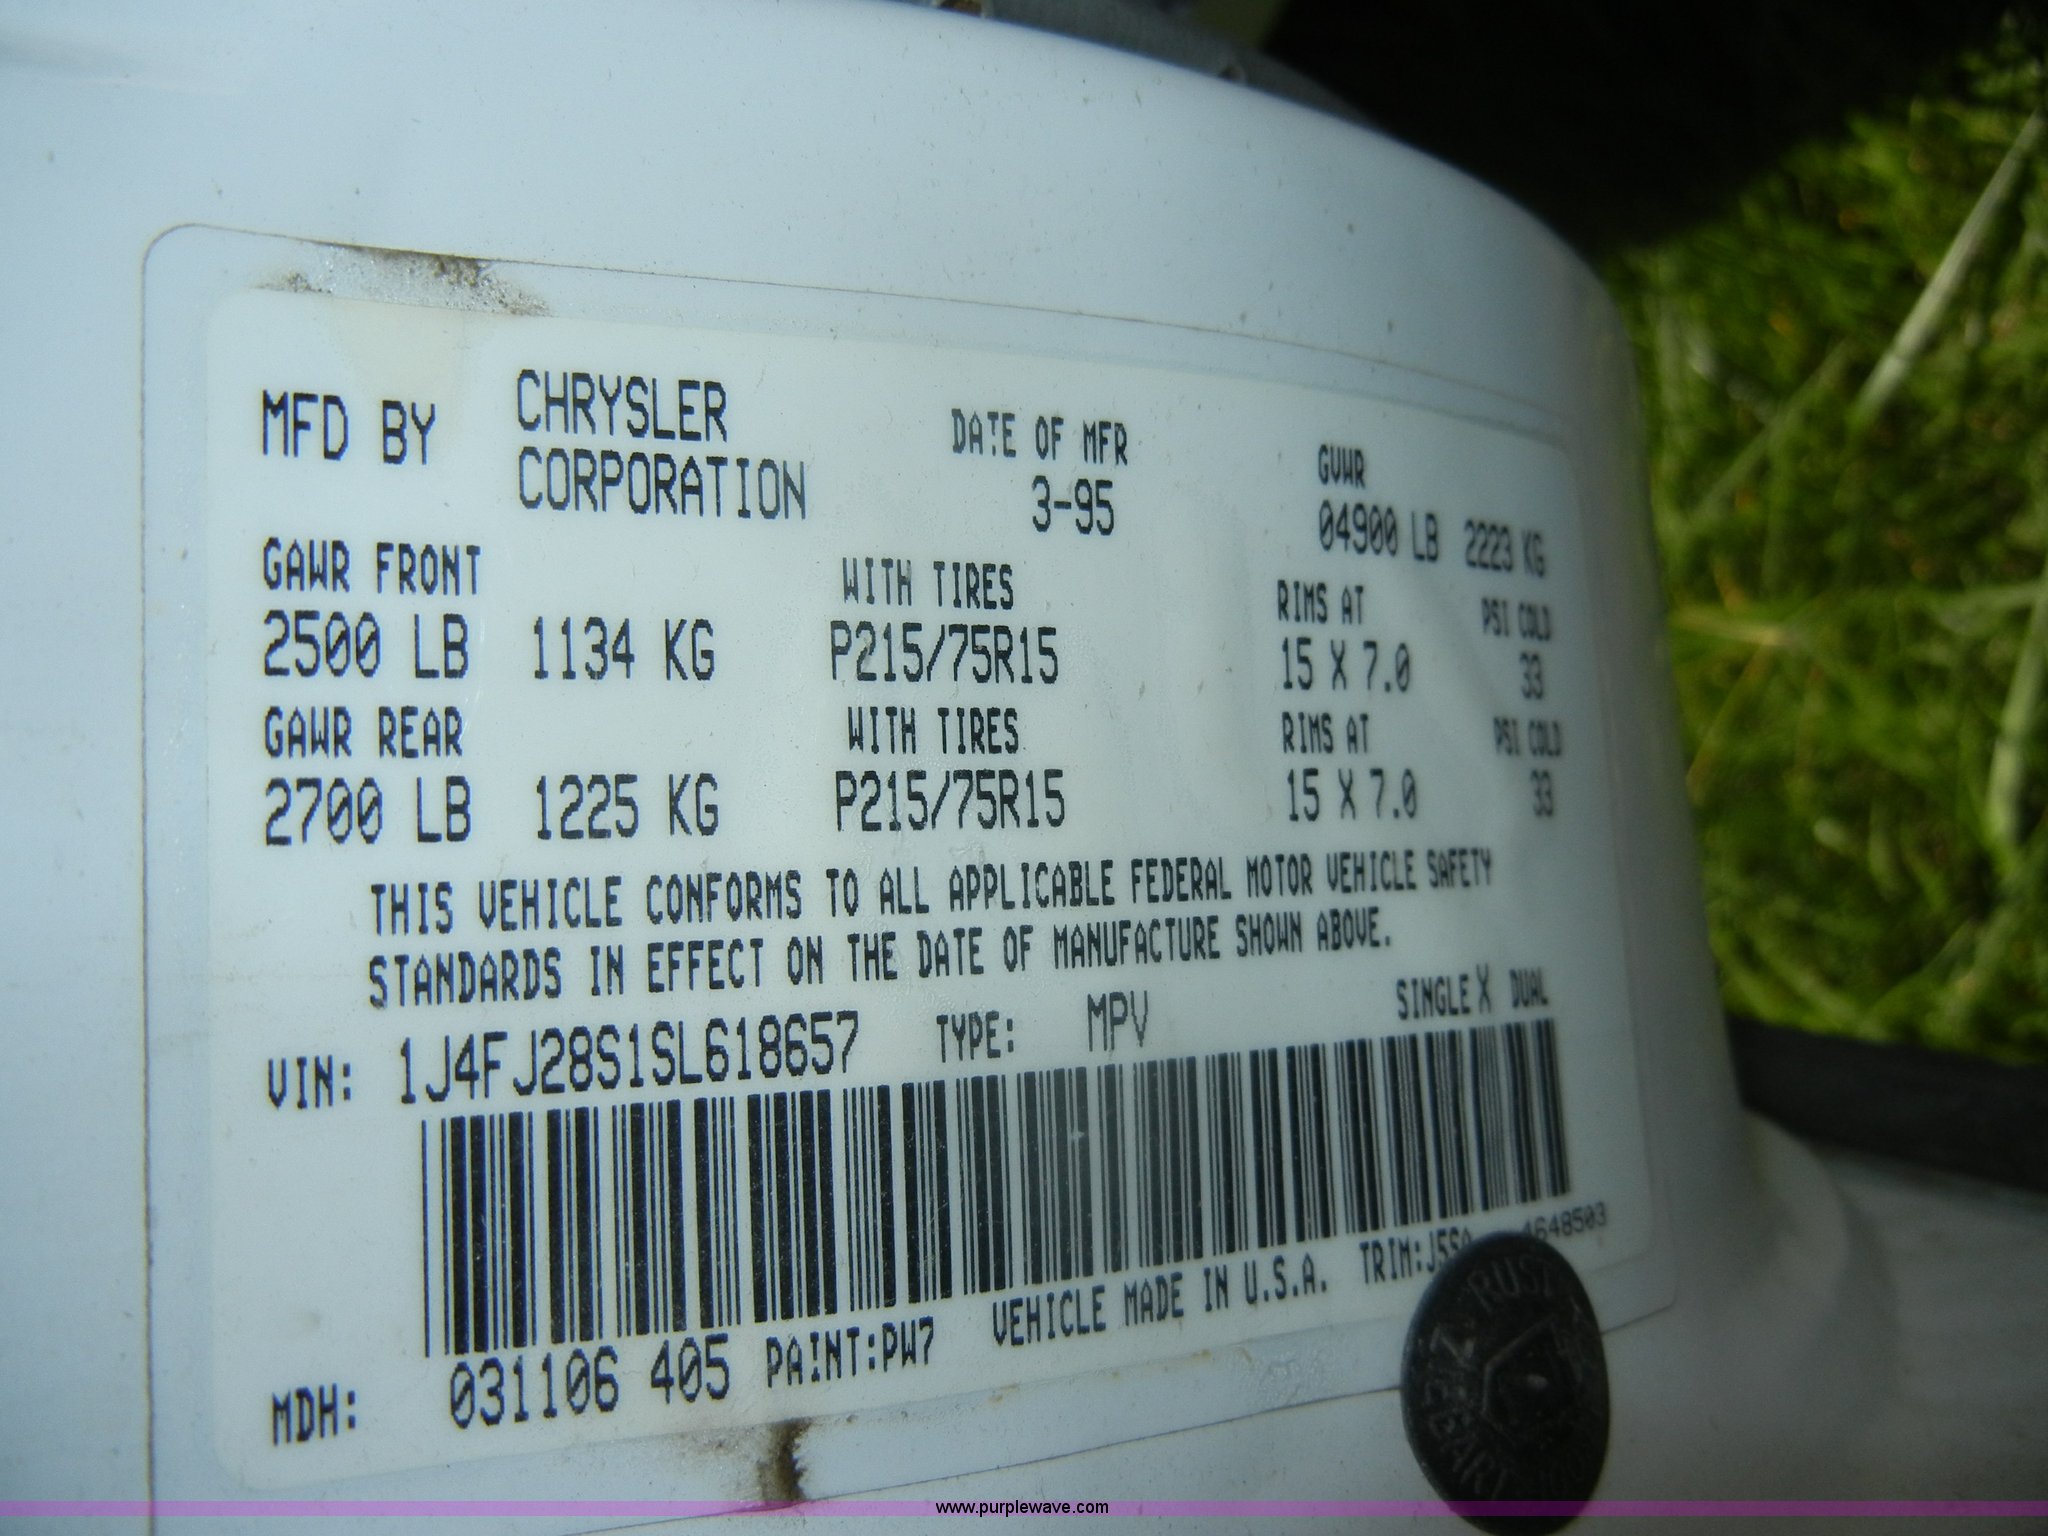 MFD BY CHRYSLER CORPORATION
DATE OF MFR
3-95
GVWR
04900 LB 2223 KG
GAWR FRONT WITH TIRES RIMS AT PSI COLD
2500 LB 1134 KG P215/75R15 15 X 7.0 33
GAWR REAR WITH TIRES RIMS AT PSI COLD
2700 LB 1225 KG P215/75R15 15 X 7.0 33
THIS VEHICLE CONFORMS TO ALL APPLICABLE FEDERAL MOTOR VEHICLE SAFETY
STANDARDS IN EFFECT ON THE DATE OF MANUFACTURE SHOWN ABOVE.
VIN: 1J4FJ28S1SL618657 TYPE: MPV SINGLE X DUAL
MDH: 031106 405 PAINT:PW7 VEHICLE MADE IN U.S.A. TRIM: 4648503
www.purplewave.com